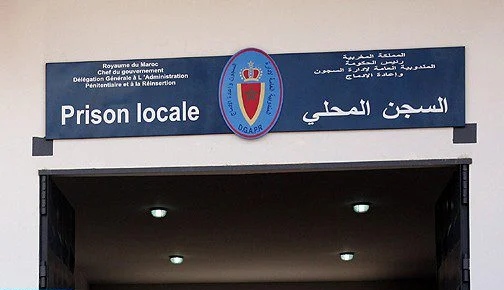 Royaume du Maroc
Chef du gouvernement
Délégation Générale à L'Administration
Pénitentiaire et à la Réinsertion
Prison locale
D.G.A.P.R
المملكة المغربية
رئيس الحكومة
المندوبية العامة لإدارة السجون
وإعادة الإدماج
السجن المحلي